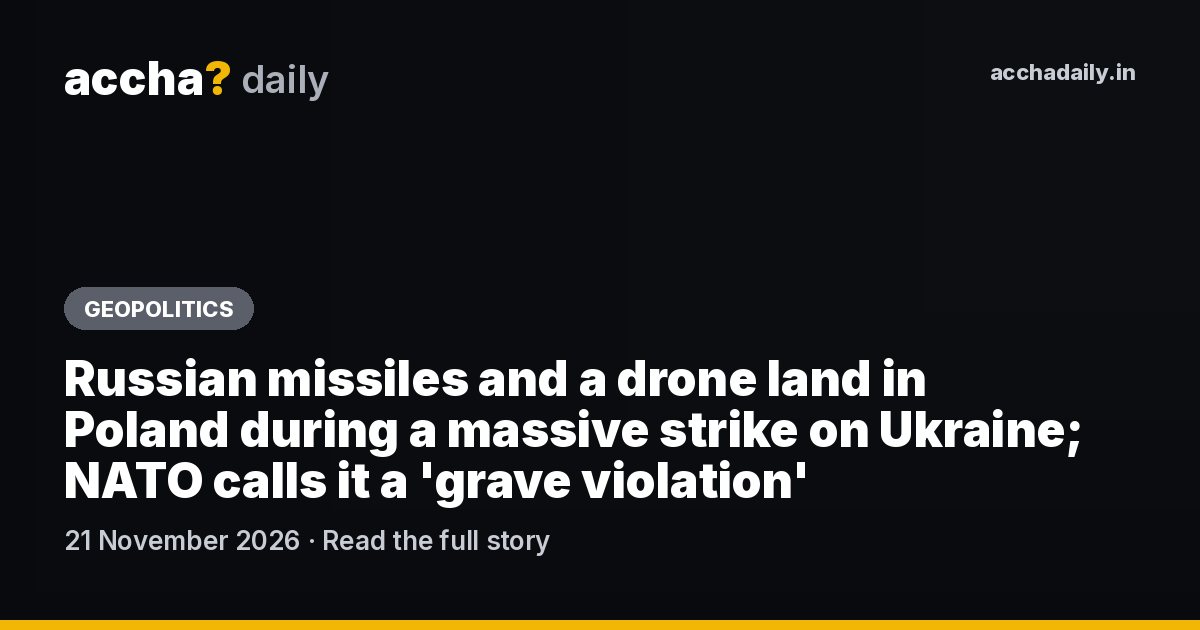 accha? daily
acchadaily.in
GEOPOLITICS
Russian missiles and a drone land in
Poland during a massive strike on Ukraine;
NATO calls it a 'grave violation'
21 November 2026 · Read the full story